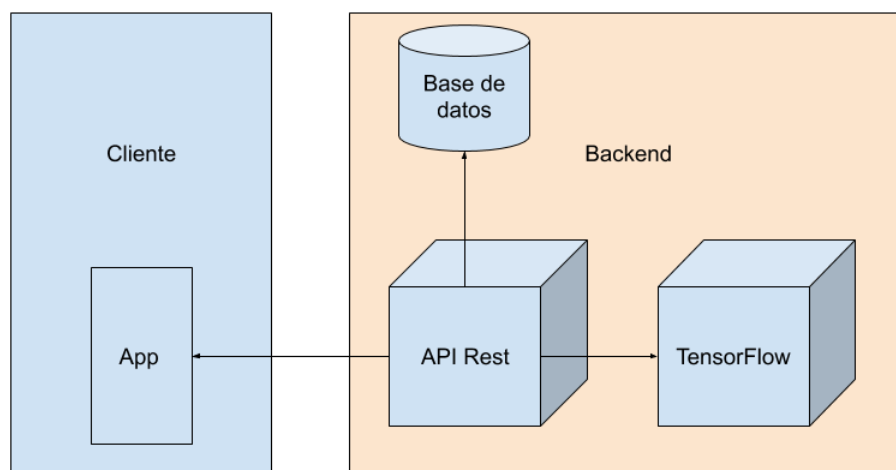 Base de
datos
Cliente
Backend
App
API Rest
TensorFlow